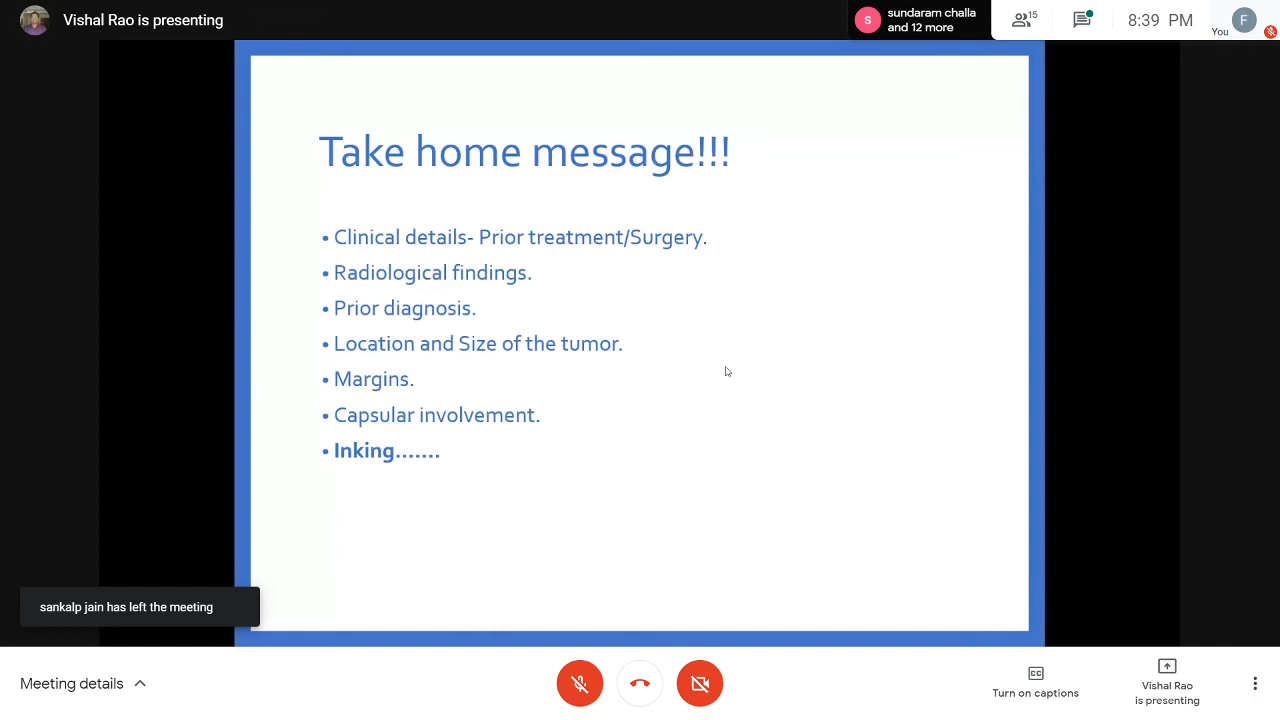 Vishal Rao is presenting
S
sundaram challa
and 12 more
15
8:39 PM
You
F
Take home message!!!
• Clinical details- Prior treatment/Surgery.
• Radiological findings.
• Prior diagnosis.
• Location and Size of the tumor.
• Margins.
• Capsular involvement.
• Inking.......
sankalp jain has left the meeting
Meeting details
CC
Turn on captions
Vishal Rao
is presenting